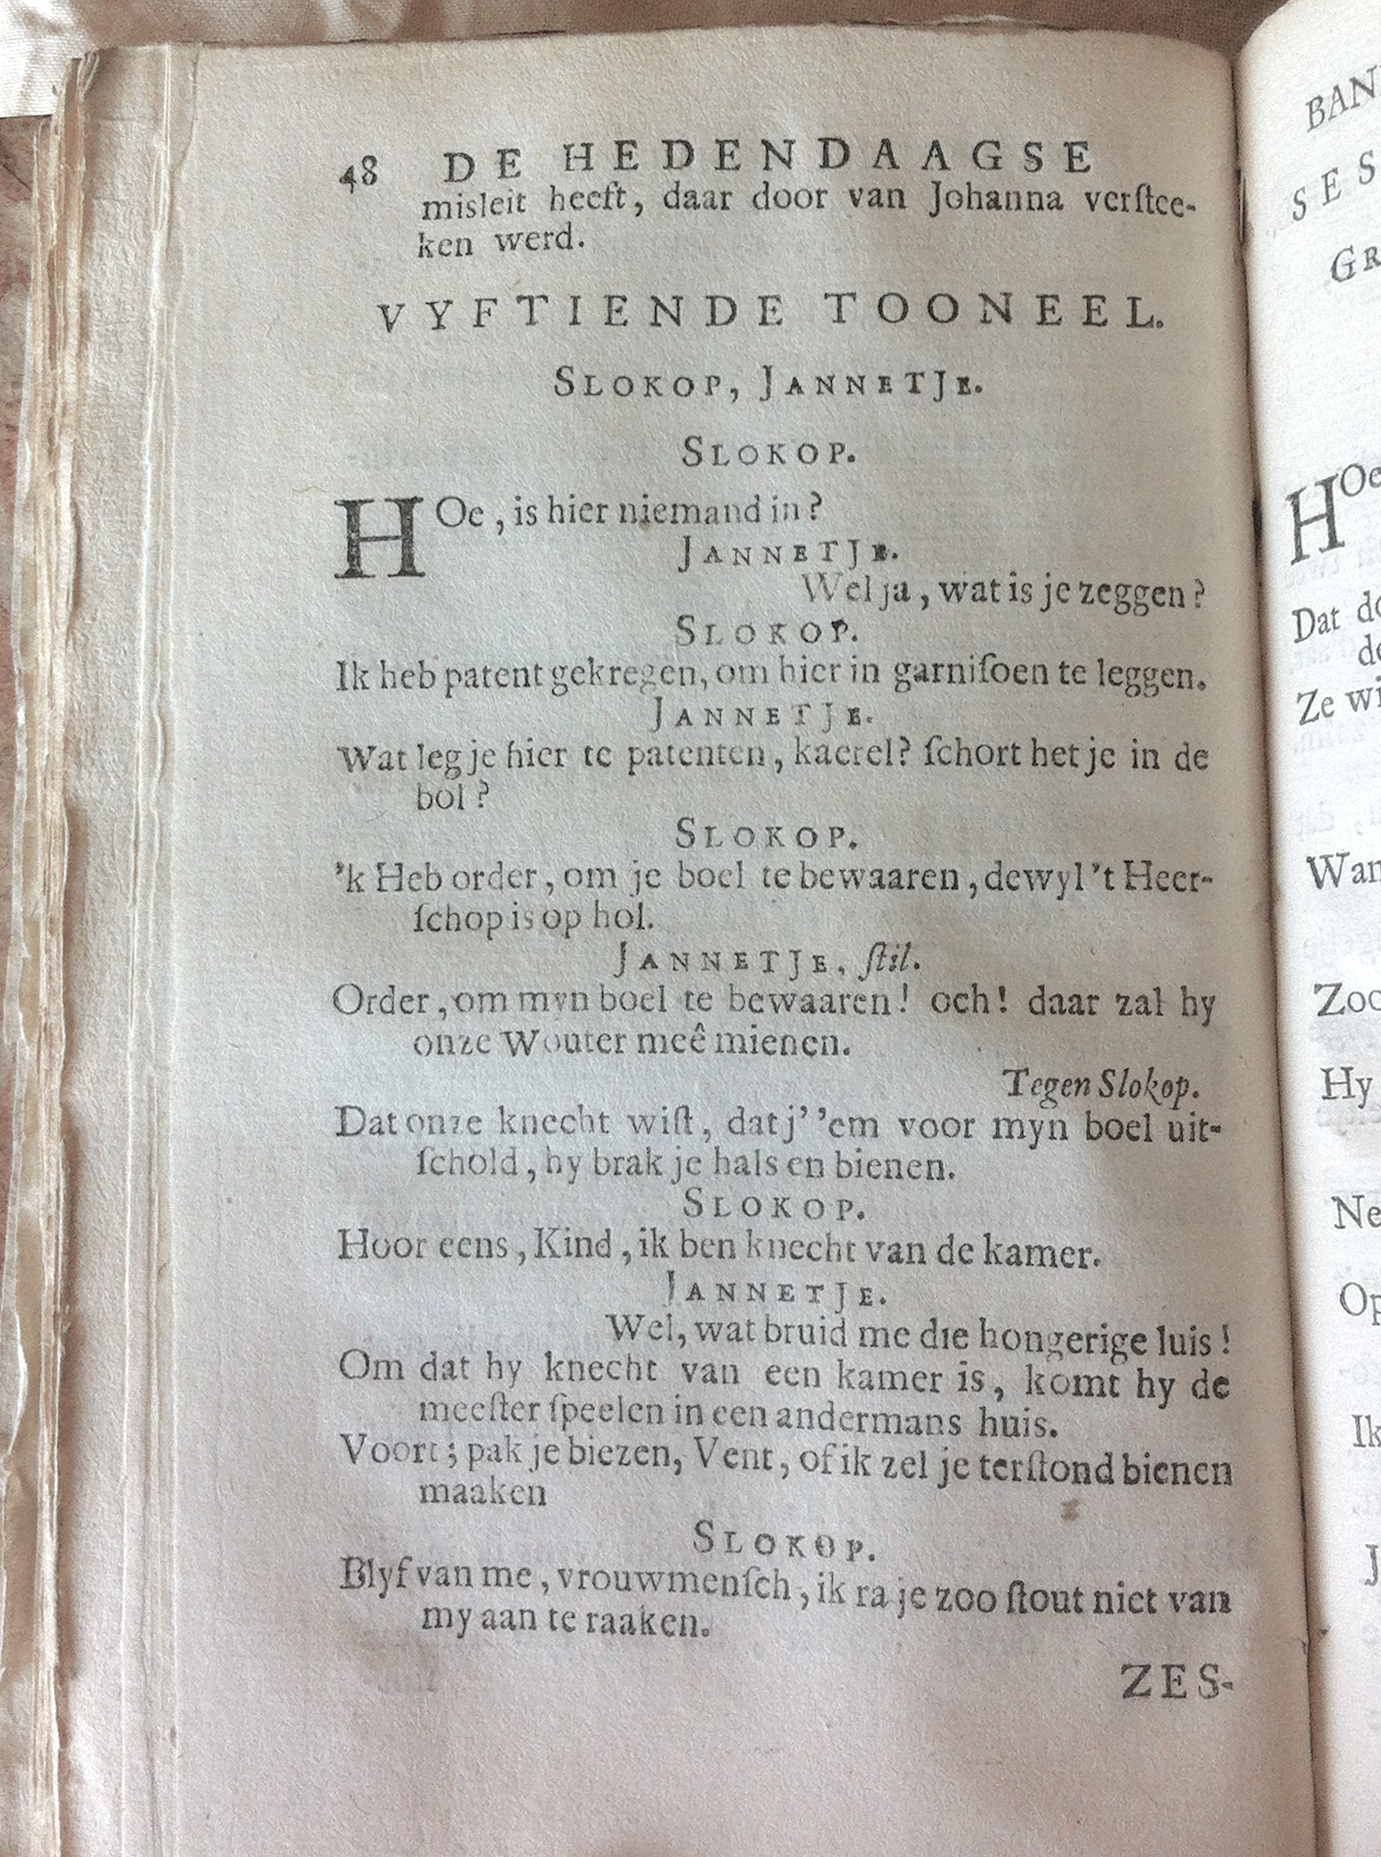 48 DE HEDENDAAGSE
misleit heeft, daar door van Johanna verſtee-
ken werd.
VYFTIENDE TOONEEL.
SLOKOP, JANNETJE.
SLOKOP.
HOe, is hier niemand in?
JANNETJE.
Wel ja, wat is je zeggen?
SLOKOP.
Ik heb patent gekregen, om hier in garniſoen te leggen.
JANNETJE.
Wat leg je hier te patenten, kaerel? ſchort het je in de
bol?
SLOKOP.
'k Heb order, om je boel te bewaaren, dewyl 't Heer-
ſchop is op hol.
JANNETJE, ſtil.
Order, om myn boel te bewaaren! och! daar zal hy
onze Wouter meê mienen.
Tegen Slokop.
Dat onze knecht wiſt, dat j' 'em voor myn boel uit-
ſchold, hy brak je hals en bienen.
SLOKOP.
Hoor eens, Kind, ik ben knecht van de kamer.
JANNETJE.
Wel, wat bruid me die hongerige luis!
Om dat hy knecht van een kamer is, komt hy de
meeſter ſpeelen in een andermans huis.
Voort; pak je biezen, Vent, of ik zel je terſtond bienen
maaken
SLOKOP.
Blyf van me, vrouwmenſch, ik ra je zoo ſtout niet van
my aan te raaken.
ZES-
BAN
SES
GR
HOe
Dat do
de
Ze wi
Wan
Zoo
Hy
Ne
Op
Ik
J